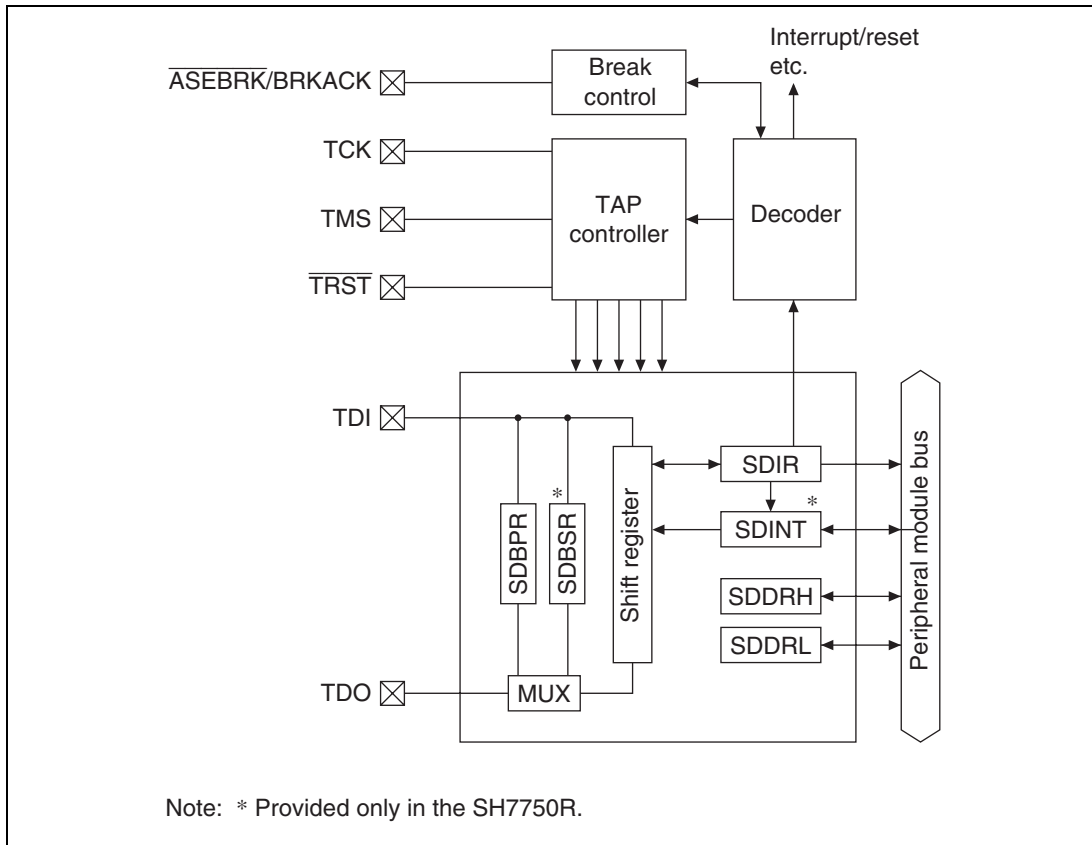 Interrupt/reset
etc.
ASEBRK/BRKACK
Break
control
TCK
TMS
TRST
TAP
controller
Decoder
TDI
TDO
SDBPR
SDBSR
*
Shift register
SDIR
*
SDINT
SDDRH
SDDRL
MUX
Peripheral module bus
Note: * Provided only in the SH7750R.